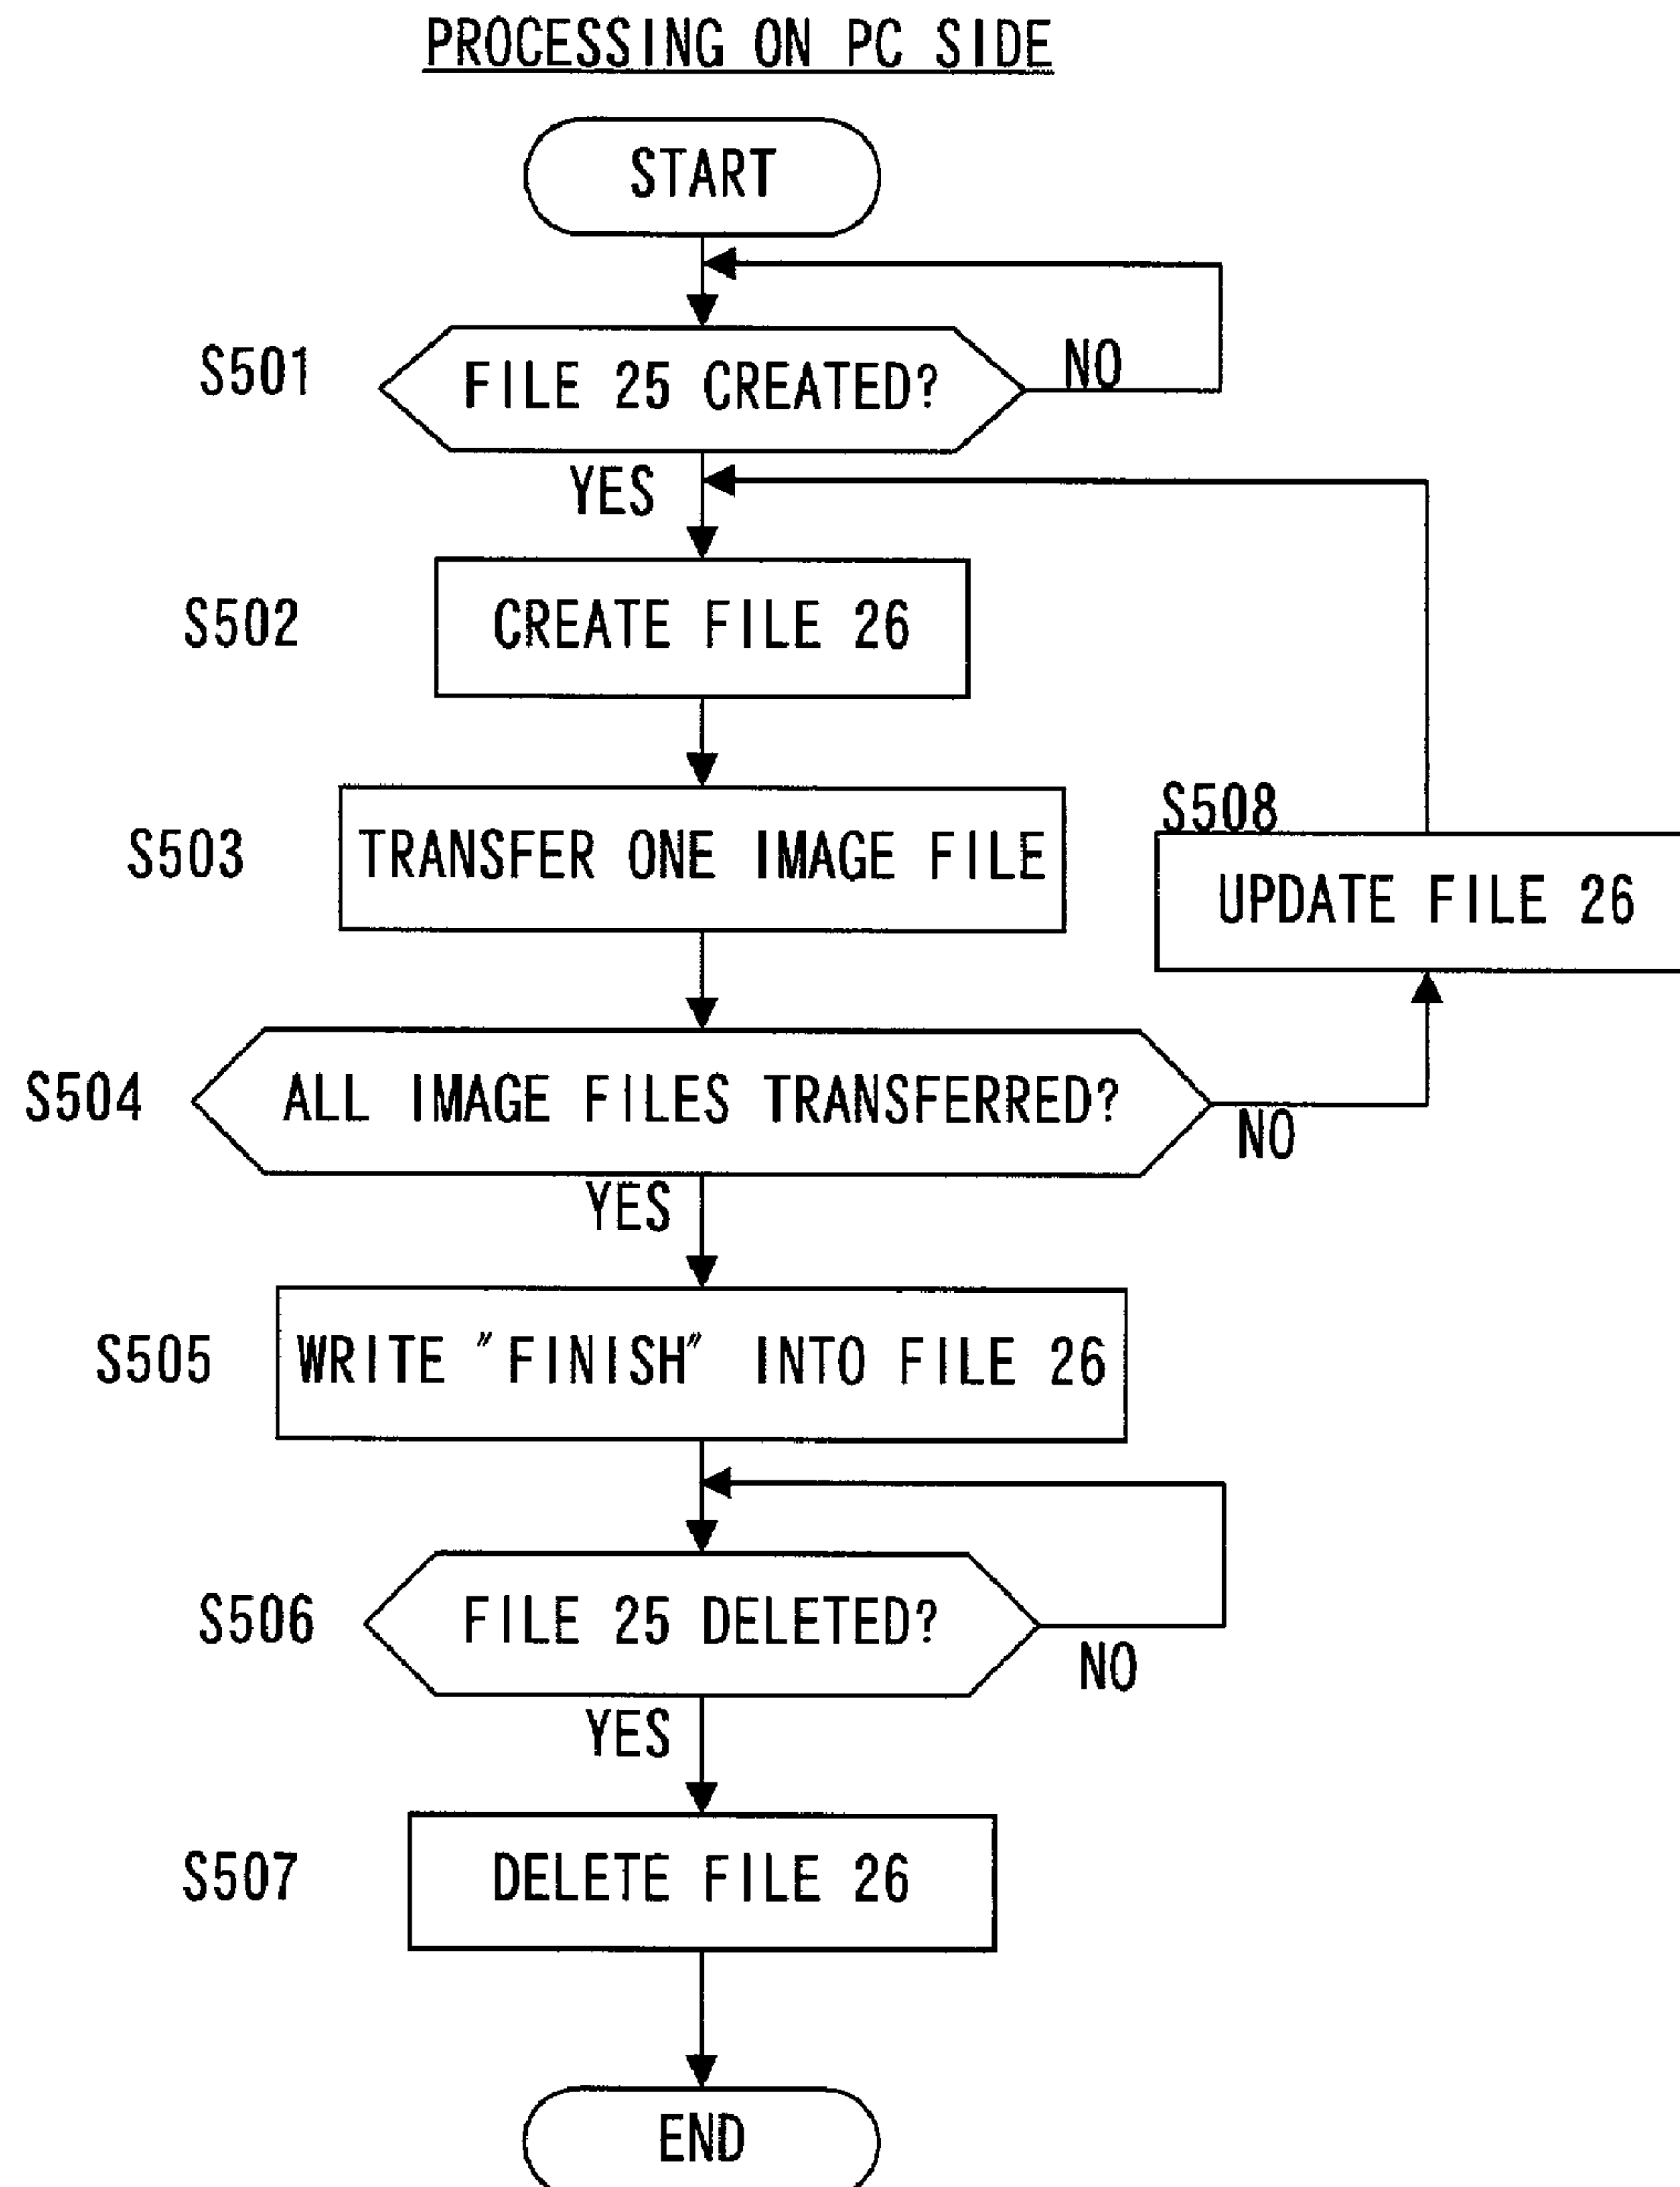 PROCESSING ON PC SIDE
START
S501
FILE 25 CREATED?
NO
YES
S502
CREATE FILE 26
S503
TRANSFER ONE IMAGE FILE
S508
UPDATE FILE 26
S504
ALL IMAGE FILES TRANSFERRED?
NO
YES
S505
WRITE "FINISH" INTO FILE 26
S506
FILE 25 DELETED?
NO
YES
S507
DELETE FILE 26
END